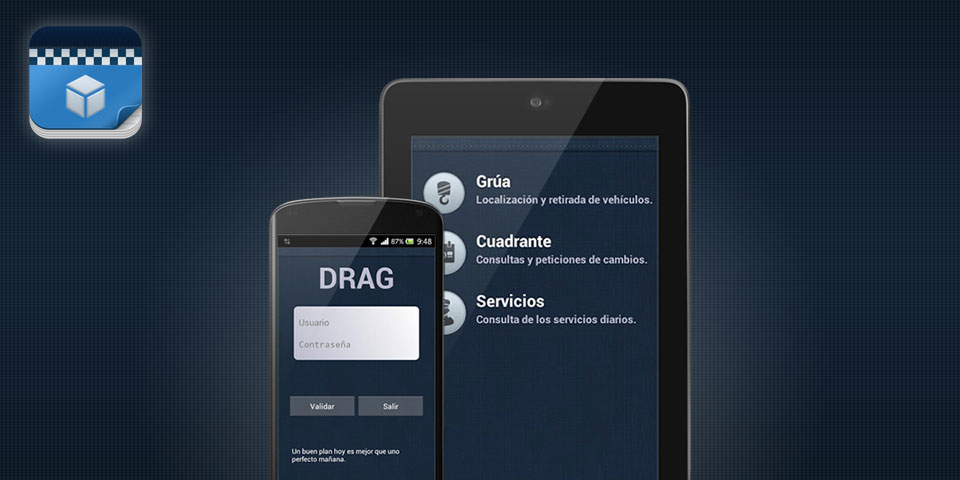 Grúa
Localización y retirada de vehículos.
Cuadrante
Consultas y peticiones de cambios.
Servicios
Consulta de los servicios diarios.
87% 9:48
DRAG
Usuario
Contraseña
Validar Salir
Un buen plan hoy es mejor que uno
perfecto mañana.